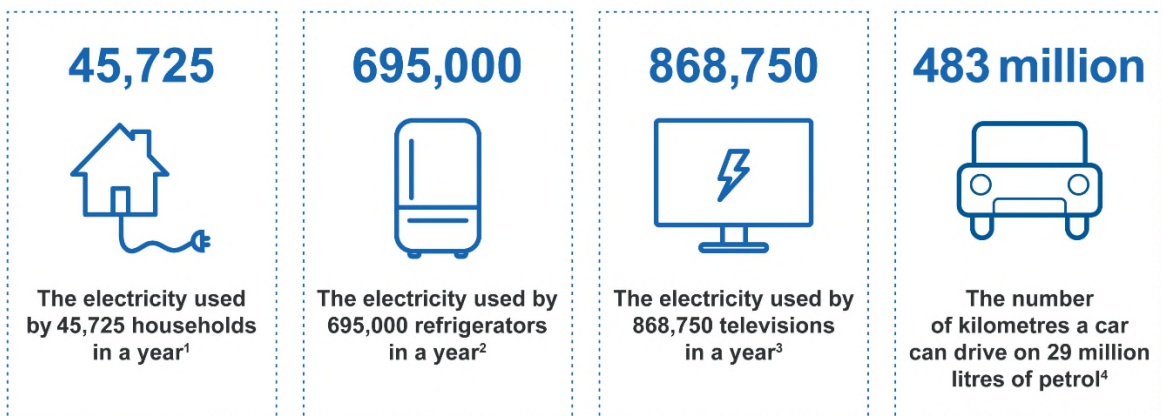 45,725
The electricity used
by 45,725 households
in a year¹
695,000
The electricity used by
695,000 refrigerators
in a year²
868,750
The electricity used by
868,750 televisions
in a year³
483 million
The number
of kilometres a car
can drive on 29 million
litres of petrol⁴